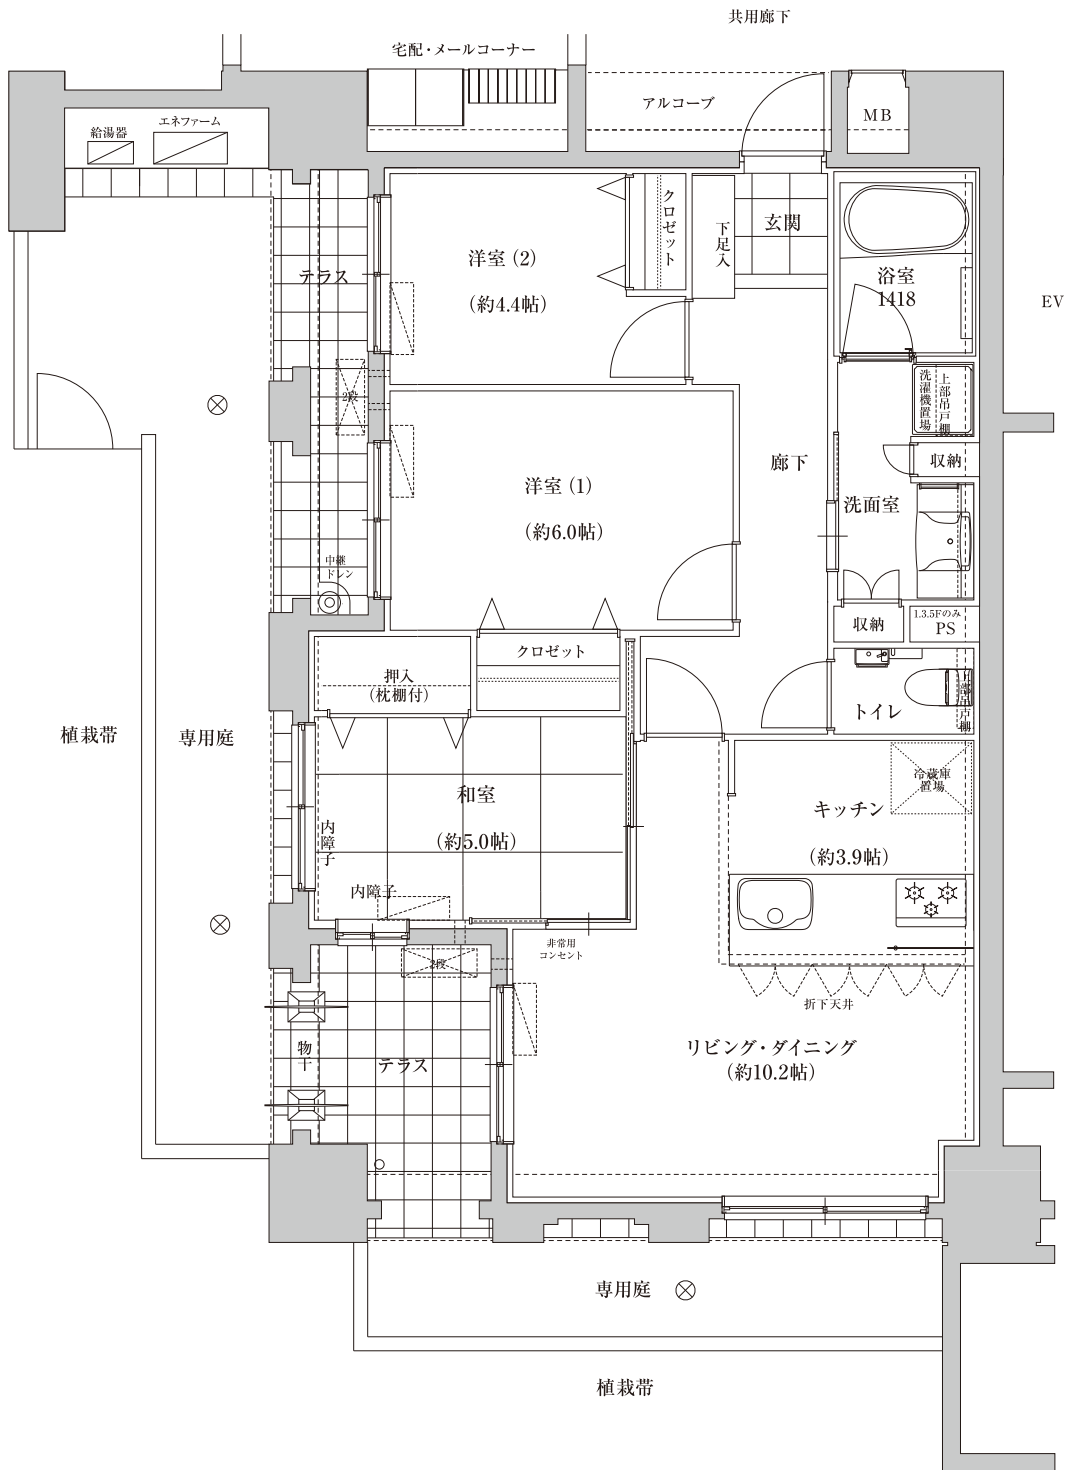 共用廊下
宅配・メールコーナー
アルコーブ
MB
給湯器
エネファーム
テラス
洋室(2)
(約4.4帖)
クロゼット
下足入
玄関
浴室
1418
EV
2段
洋室(1)
(約6.0帖)
廊下
洗濯機置場
上部吊戸棚
収納
洗面室
中継
ドレン
収納
1.3.5Fのみ
PS
クロゼット
押入
(枕棚付)
トイレ
上部吊戸棚
植栽帯
専用庭
和室
(約5.0帖)
内障子
内障子
冷蔵庫
置場
キッチン
(約3.9帖)
非常用
コンセント
2段
折下天井
物干
テラス
リビング・ダイニング
(約10.2帖)
専用庭
植栽帯